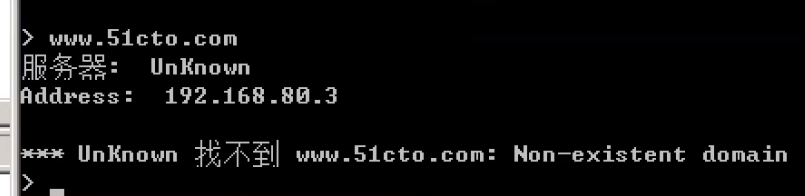 > www.51cto.com
服务器:  UnKnown
Address:  192.168.80.3
*** UnKnown 找不到 www.51cto.com: Non-existent domain
>